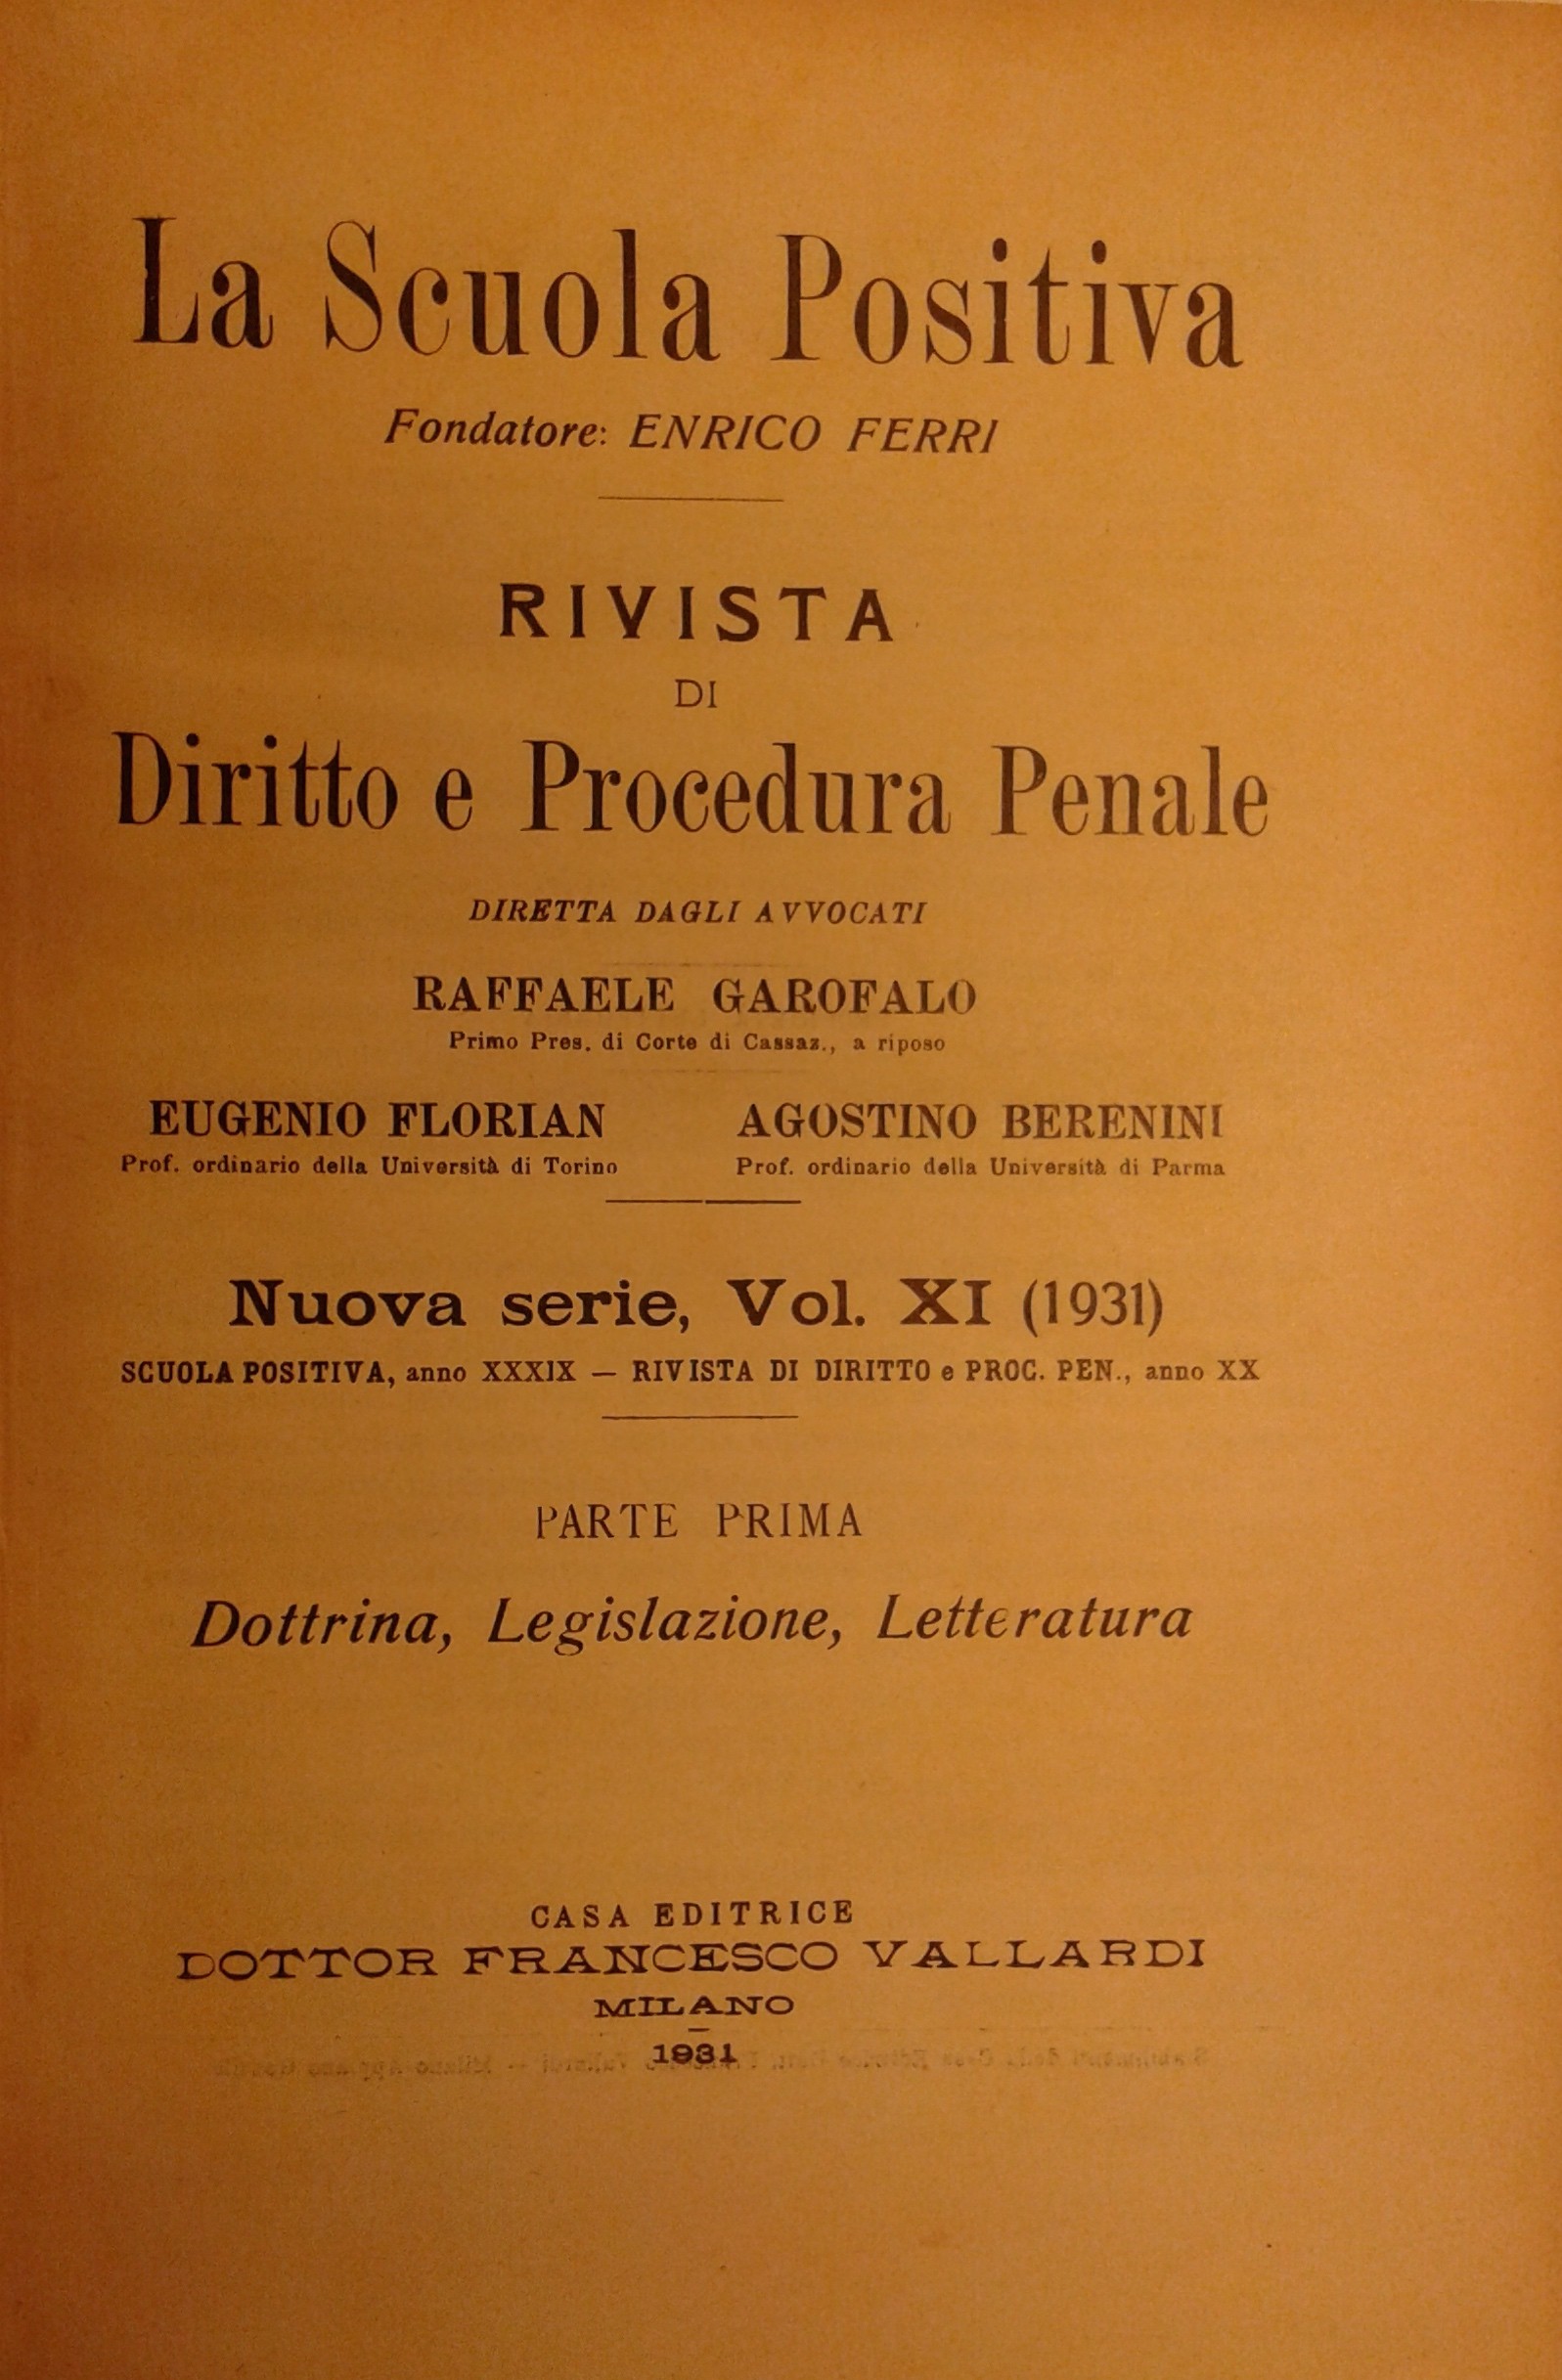 La Scuola Positiva
Fondatore: ENRICO FERRI
RIVISTA
DI
Diritto e Procedura Penale
DIRETTA DAGLI AVVOCATI
RAFFAELE GAROFALO
Primo Pres. di Corte di Cassaz., a riposo
EUGENIO FLORIAN AGOSTINO BERENINI
Prof. ordinario della Università di Torino Prof. ordinario della Università di Parma
Nuova serie, Vol. XI (1931)
SCUOLA POSITIVA, anno XXXIX — RIVISTA DI DIRITTO e PROC. PEN., anno XX
PARTE PRIMA
Dottrina, Legislazione, Letteratura
CASA EDITRICE
DOTTOR FRANCESCO VALLARDI
MILANO
1931